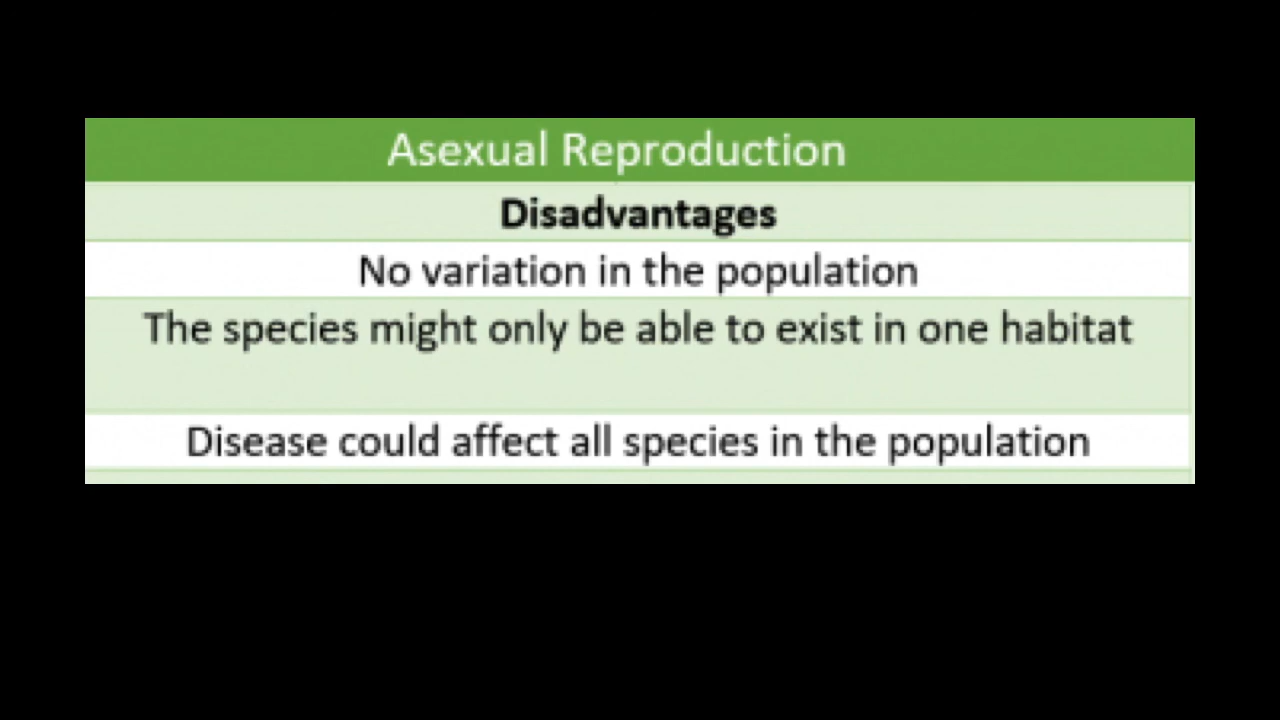 Asexual Reproduction
Disadvantages
No variation in the population
The species might only be able to exist in one habitat
Disease could affect all species in the population